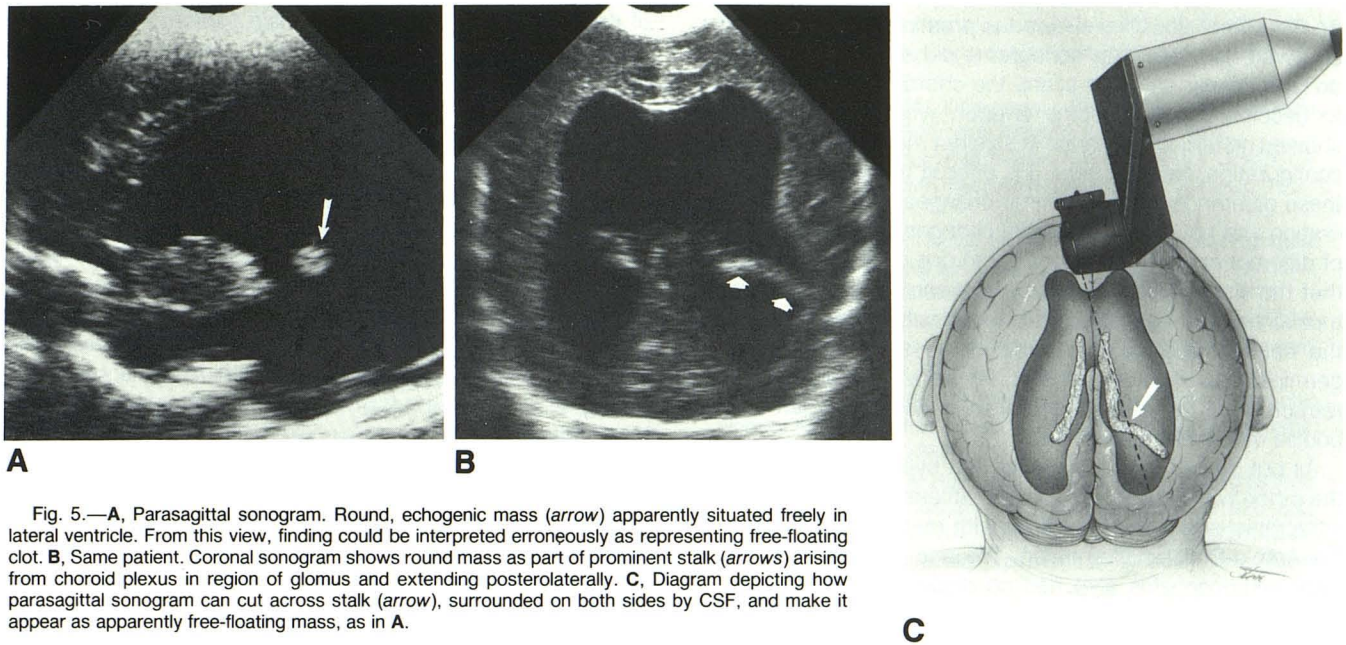 A
B
Fig. 5.—A, Parasagittal sonogram. Round, echogenic mass (arrow) apparently situated freely in
lateral ventricle. From this view, finding could be interpreted erroneously as representing free-floating
clot. B, Same patient. Coronal sonogram shows round mass as part of prominent stalk (arrows) arising
from choroid plexus in region of glomus and extending posterolaterally. C, Diagram depicting how
parasagittal sonogram can cut across stalk (arrow), surrounded on both sides by CSF, and make it
appear as apparently free-floating mass, as in A.
C